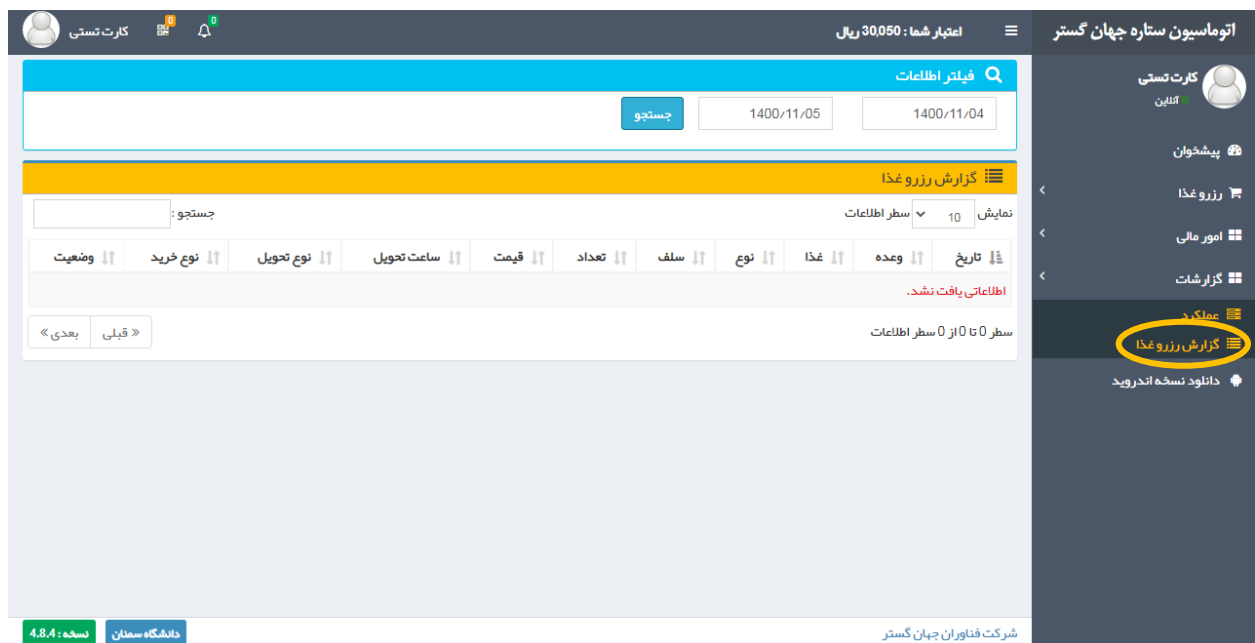 اتوماسیون ستاره جهان گستر
اعتبار شما : 30,050 ریال
0
0
کارت تستی
کارت تستی
آنلاین
پیشخوان
رزرو غذا
امور مالی
گزارشات
عملکرد
گزارش رزرو غذا
دانلود نسخه اندروید
فیلتر اطلاعات
1400/11/04
1400/11/05
جستجو
گزارش رزرو غذا
نمایش 10 سطر اطلاعات
جستجو :
تاریخ وعده غذا نوع سلف تعداد قیمت ساعت تحویل نوع تحویل نوع خرید وضعیت
اطلاعاتی یافت نشد.
سطر 0 تا 0 از 0 سطر اطلاعات
« قبلی بعدی »
شرکت فناوران جهان گستر
دانشگاه سمنان
نسخه : 4.8.4